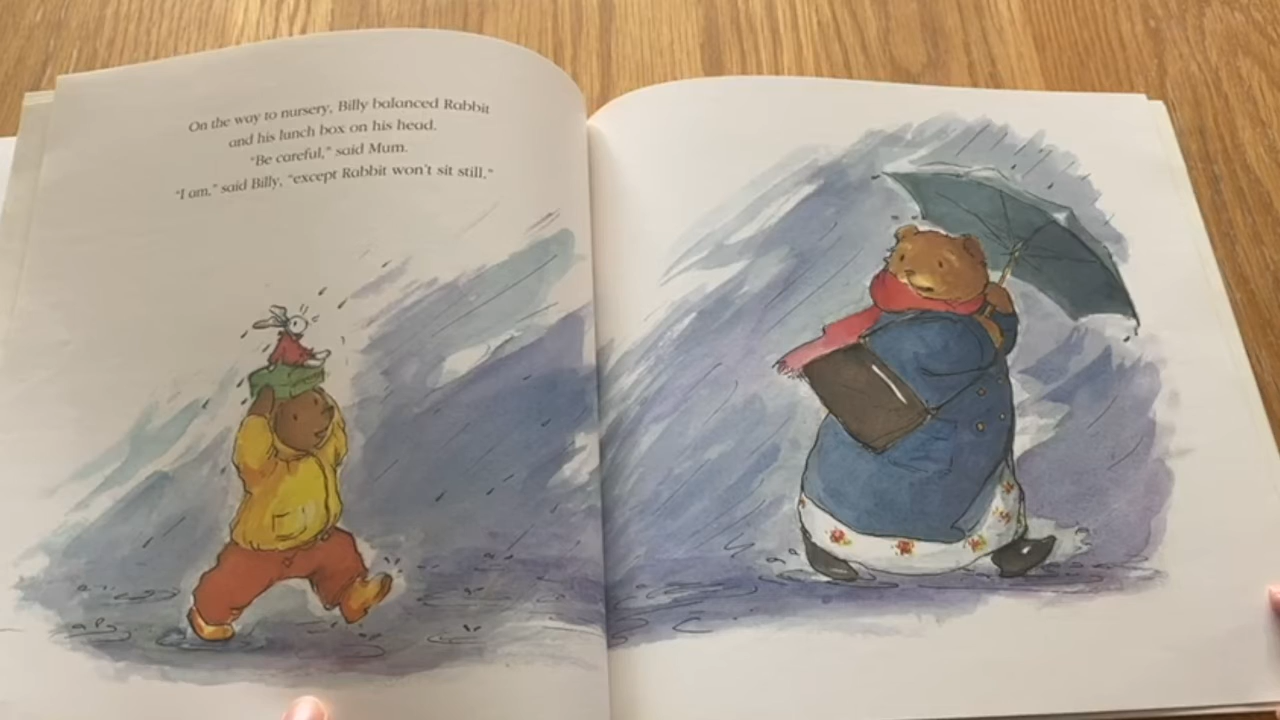 On the way to nursery, Billy balanced Rabbit
and his lunch box on his head.
"Be careful," said Mum.
"I am," said Billy, "except Rabbit won't sit still."